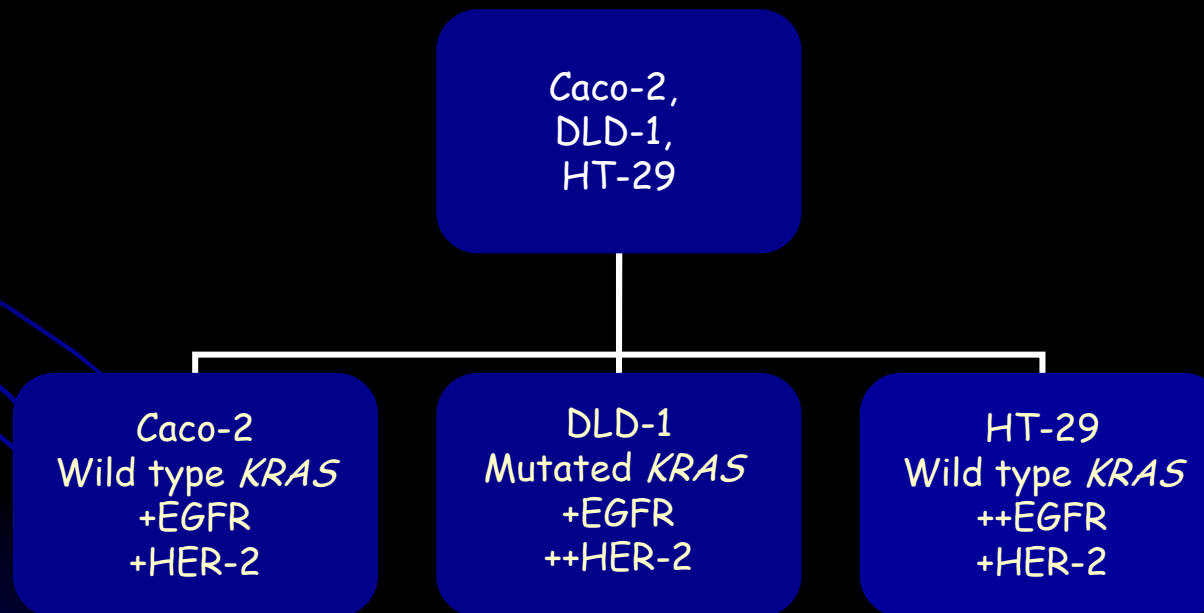 Caco-2,
DLD-1,
HT-29
Caco-2
Wild type KRAS
+EGFR
+HER-2
DLD-1
Mutated KRAS
+EGFR
++HER-2
HT-29
Wild type KRAS
++EGFR
+HER-2